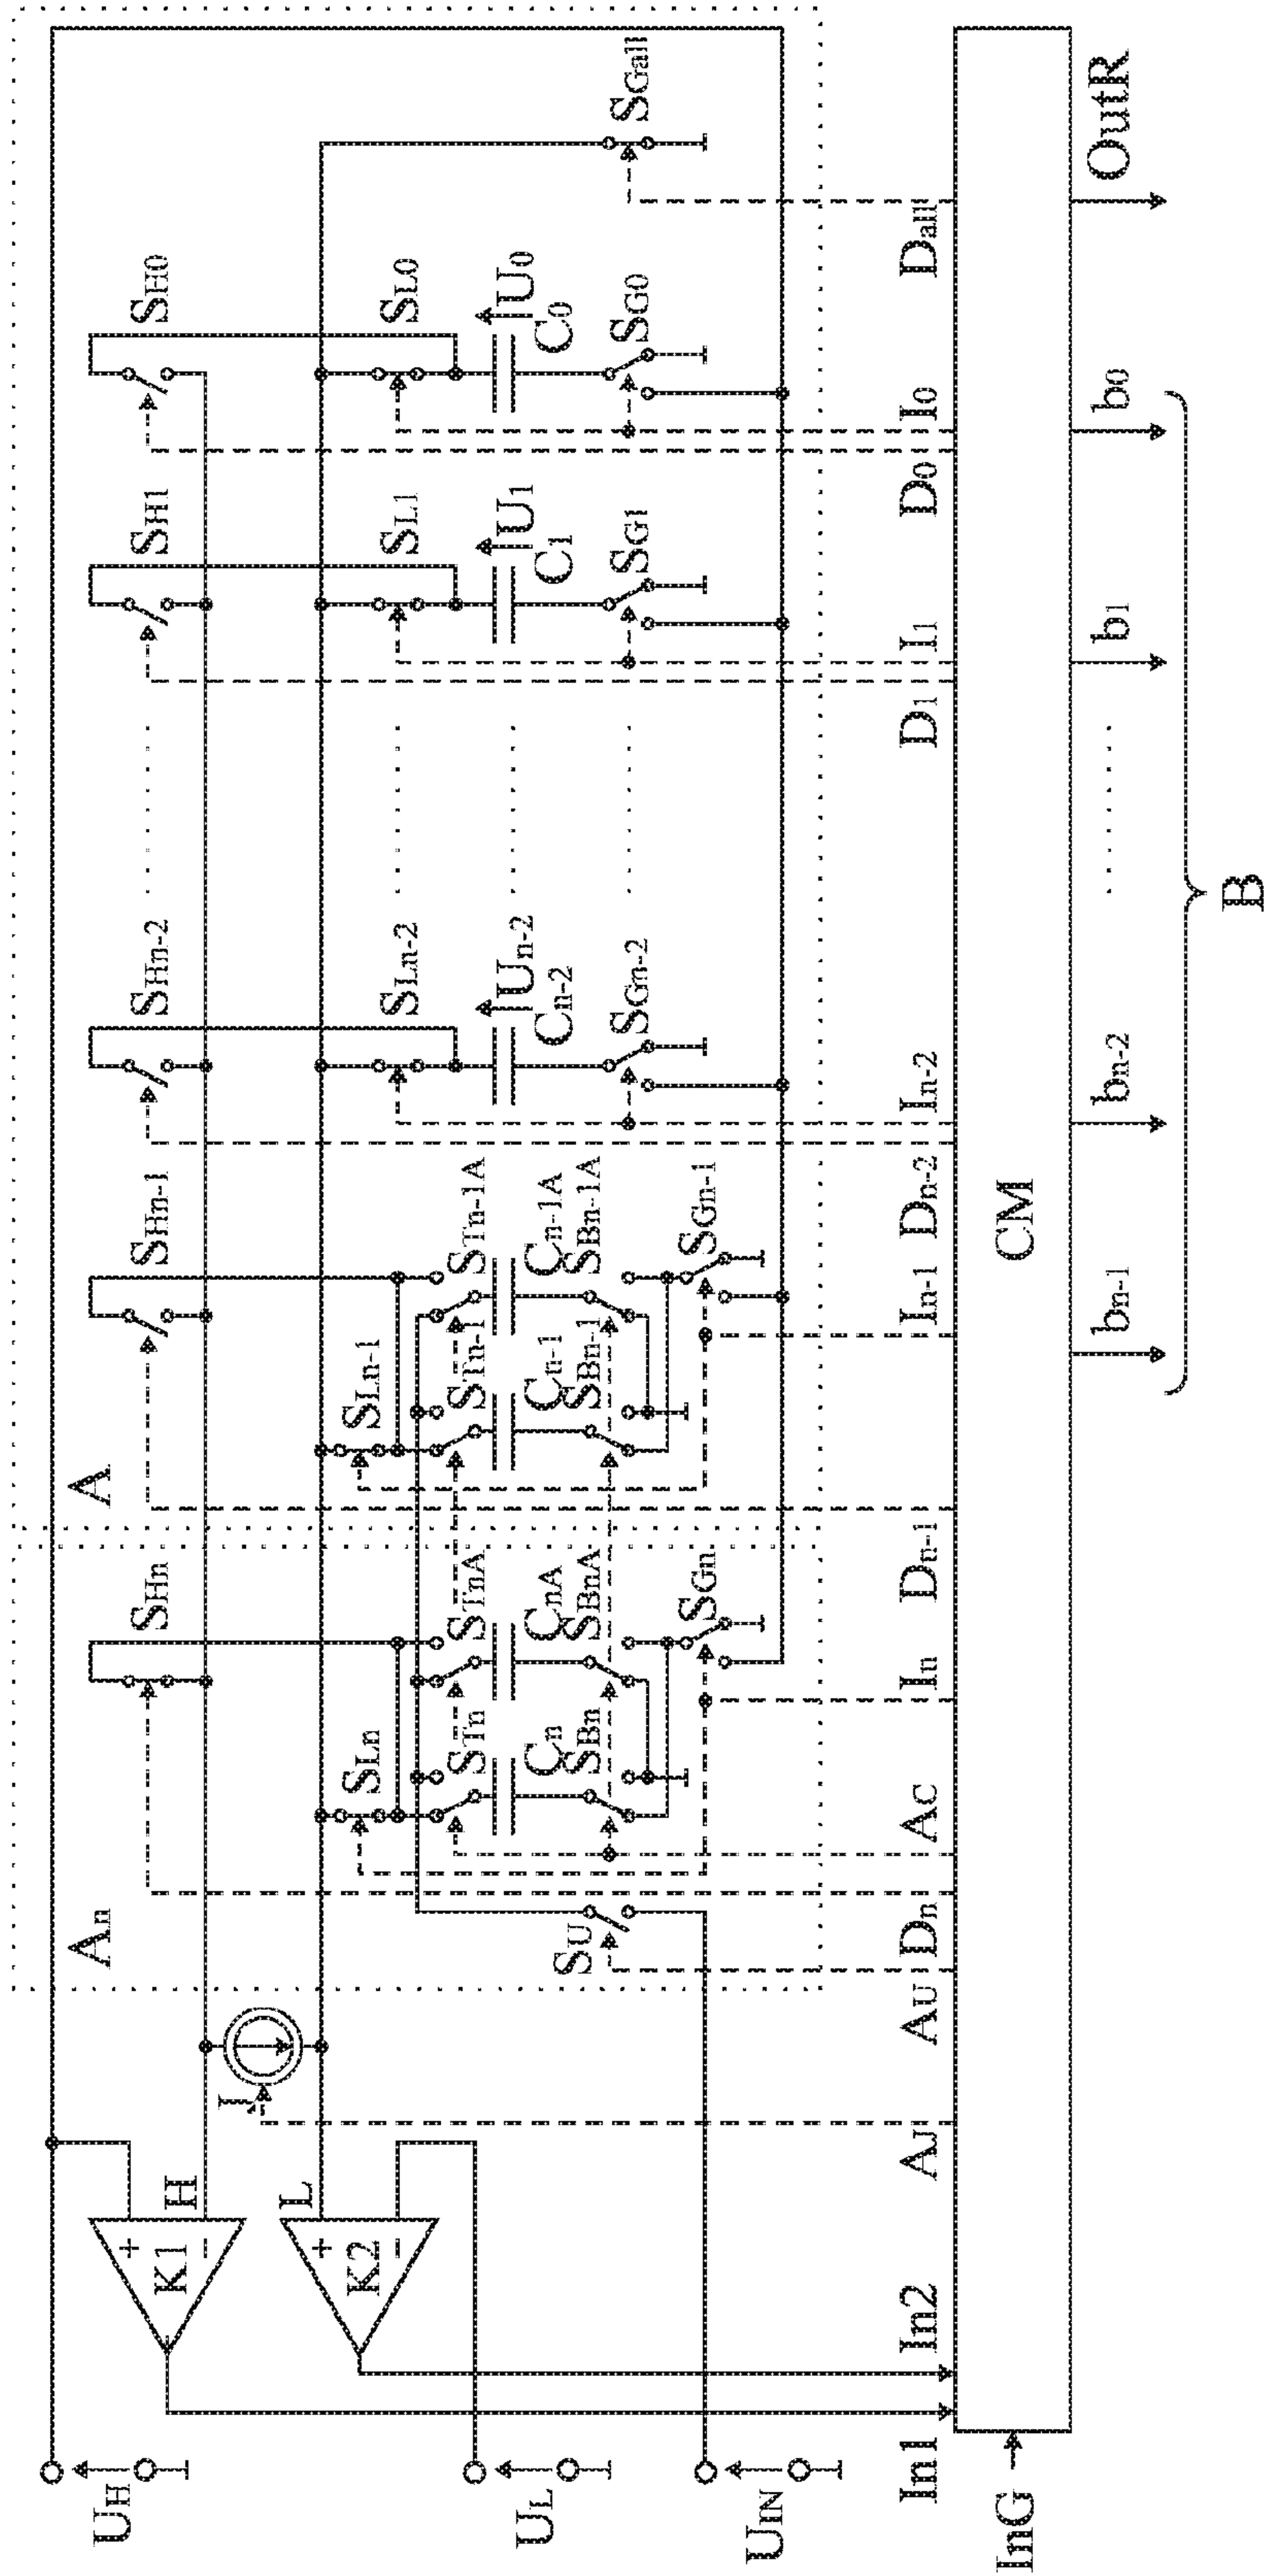 UH
UL
UIN
K1
+
−
H
K2
+
−
L
J
An
A
SHn
SHn-1
SHn-2
SH1
SH0
SLn
SLn-1
SLn-2
SL1
SL0
STn
STnA
STn-1
STn-1A
Cn
CnA
Cn-1
Cn-1A
Un-2
Cn-2
U1
C1
U0
C0
SU
SBn
SBnA
SBn-1
SBn-1A
SGn
SGn-1
SGn-2
SG1
SG0
SGall
In1
In2
AJ
AU
Dn
AC
In
Dn-1
In-1
Dn-2
In-2
D1
I1
D0
I0
Dall
InG
CM
bn-1
bn-2
b1
b0
OutR
B